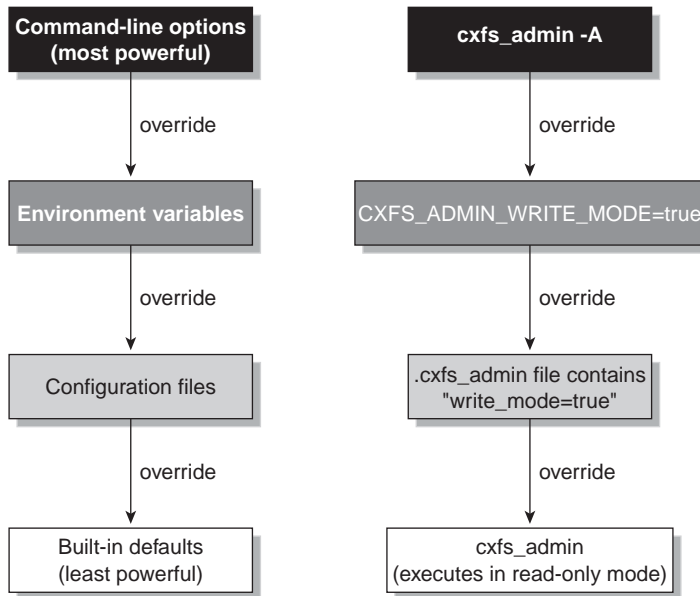 Command-line options
(most powerful)
override
Environment variables
override
Configuration files
override
Built-in defaults
(least powerful)
cxfs_admin -A
override
CXFS_ADMIN_WRITE_MODE=true
override
.cxfs_admin file contains
"write_mode=true"
override
cxfs_admin
(executes in read-only mode)